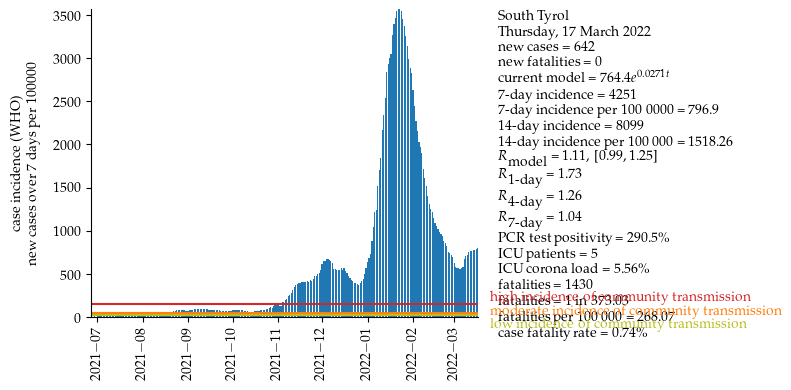 case incidence (WHO)
new cases over 7 days per 100000
3500
3000
2500
2000
1500
1000
500
0
2021-07
2021-08
2021-09
2021-10
2021-11
2021-12
2022-01
2022-02
2022-03
South Tyrol
Thursday, 17 March 2022
new cases = 642
new fatalities = 0
current model = 764.4e^0.0271t
7-day incidence = 4251
7-day incidence per 100 0000 = 796.9
14-day incidence = 8099
14-day incidence per 100 000 = 1518.26
R model = 1.11, [0.99, 1.25]
R 1-day = 1.73
R 4-day = 1.26
R 7-day = 1.04
PCR test positivity = 290.5%
ICU patients = 5
ICU corona load = 5.56%
fatalities = 1430
high incidence of community transmission
fatalities = 1 in 373.03
moderate incidence of community transmission
fatalities per 100 000 = 268.07
low incidence of community transmission
case fatality rate = 0.74%